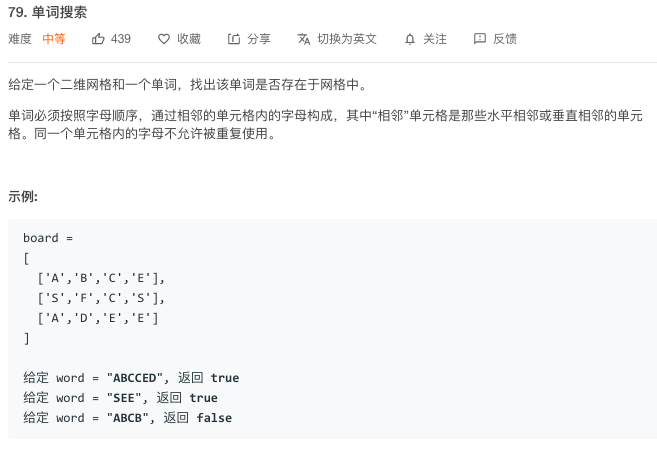 79. 单词搜索
难度 中等 439 收藏 分享 切换为英文 关注 反馈
给定一个二维网格和一个单词，找出该单词是否存在于网格中。
单词必须按照字母顺序，通过相邻的单元格内的字母构成，其中“相邻”单元格是那些水平相邻或垂直相邻的单元
格。同一个单元格内的字母不允许被重复使用。
示例:
board =
[
  ['A','B','C','E'],
  ['S','F','C','S'],
  ['A','D','E','E']
]
给定 word = "ABCCED", 返回 true
给定 word = "SEE", 返回 true
给定 word = "ABCB", 返回 false